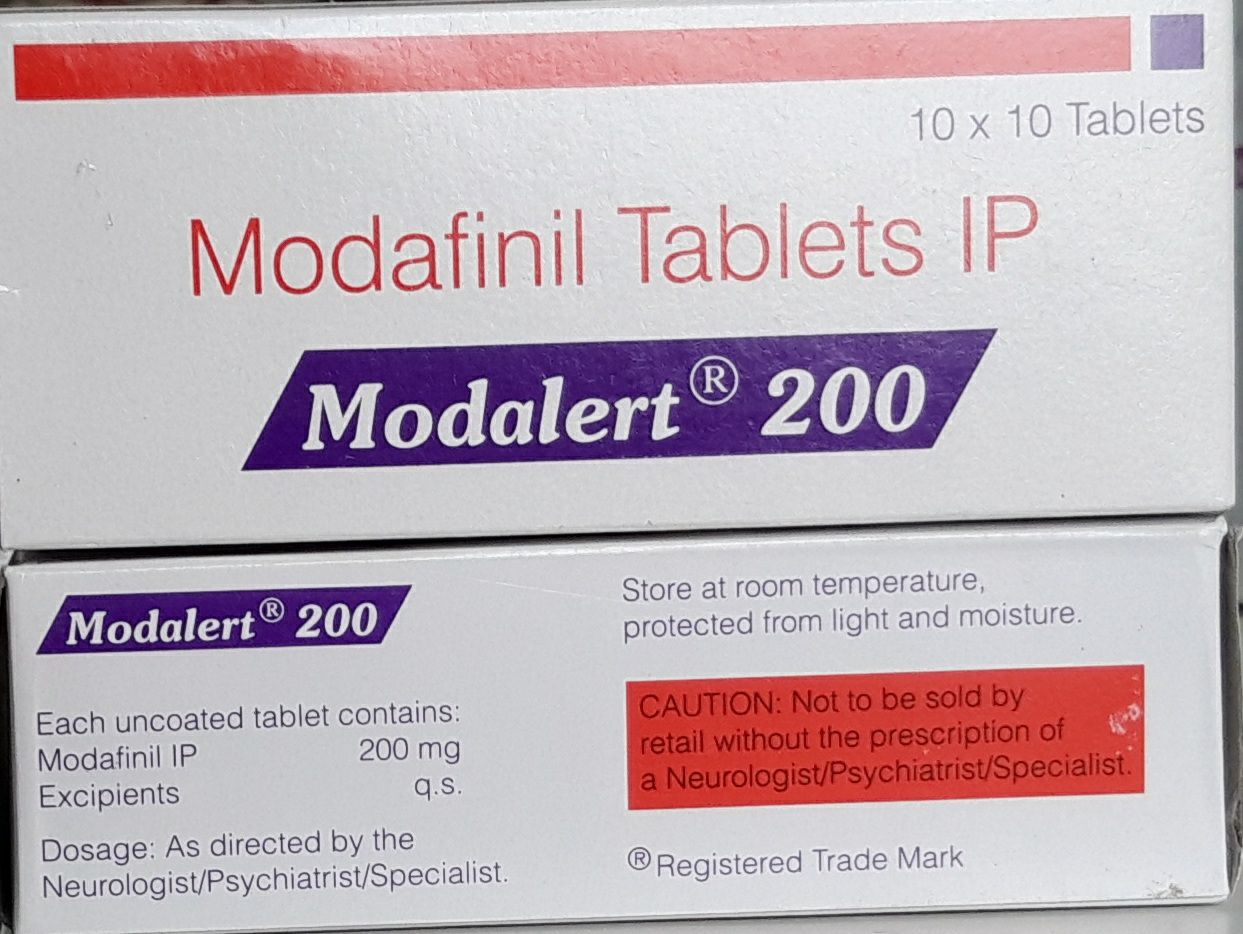 10 x 10 Tablets
Modafinil Tablets IP
Modalert® 200
Modalert® 200
Each uncoated tablet contains:
Modafinil IP 200 mg
Excipients q.s.
Dosage: As directed by the
Neurologist/Psychiatrist/Specialist.
Store at room temperature,
protected from light and moisture.
CAUTION: Not to be sold by
retail without the prescription of
a Neurologist/Psychiatrist/Specialist.
® Registered Trade Mark